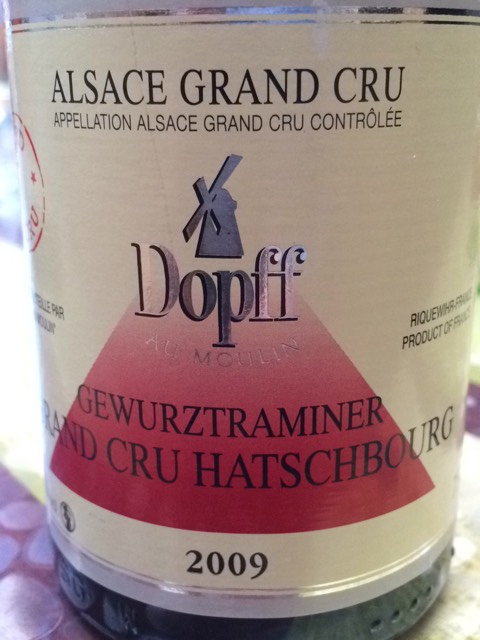 ALSACE GRAND CRU
APPELLATION ALSACE GRAND CRU CONTRÔLÉE
Dopff
AU MOULIN
RIQUEWIHR-FRANCE
PRODUCT OF FRANCE
GEWURZTRAMINER
GRAND CRU HATSCHBOURG
2009